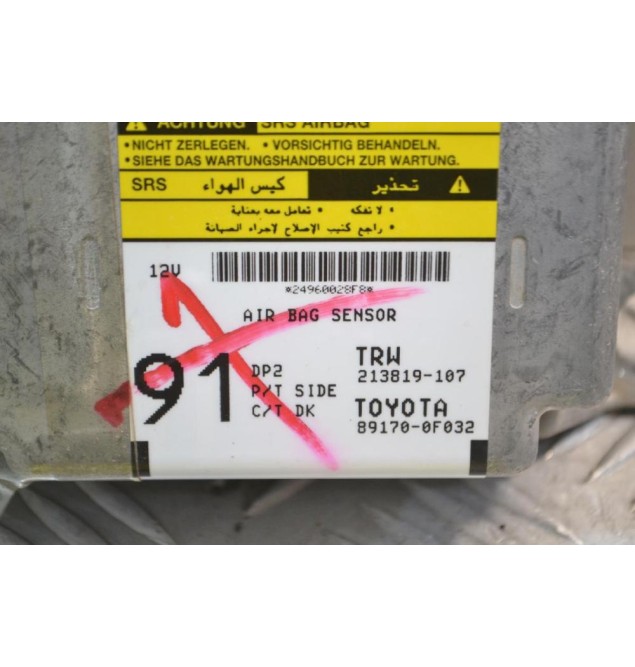 ACHTUNG SRS AIRBAG
•NICHT ZERLEGEN. • VORSICHTIG BEHANDELN.
•SIEHE DAS WARTUNGSHANDBUCH ZUR WARTUNG.
SRS كيس الهواء تحذير
• لا تفكه • تعامل معه بعناية
• راجع كتيب الإصلاح لإجراء الصيانة
12V
*24960028F8*
AIR BAG SENSOR
91
DP2 TRW
P/T SIDE 213819-107
C/T DK TOYOTA
89170-0F032